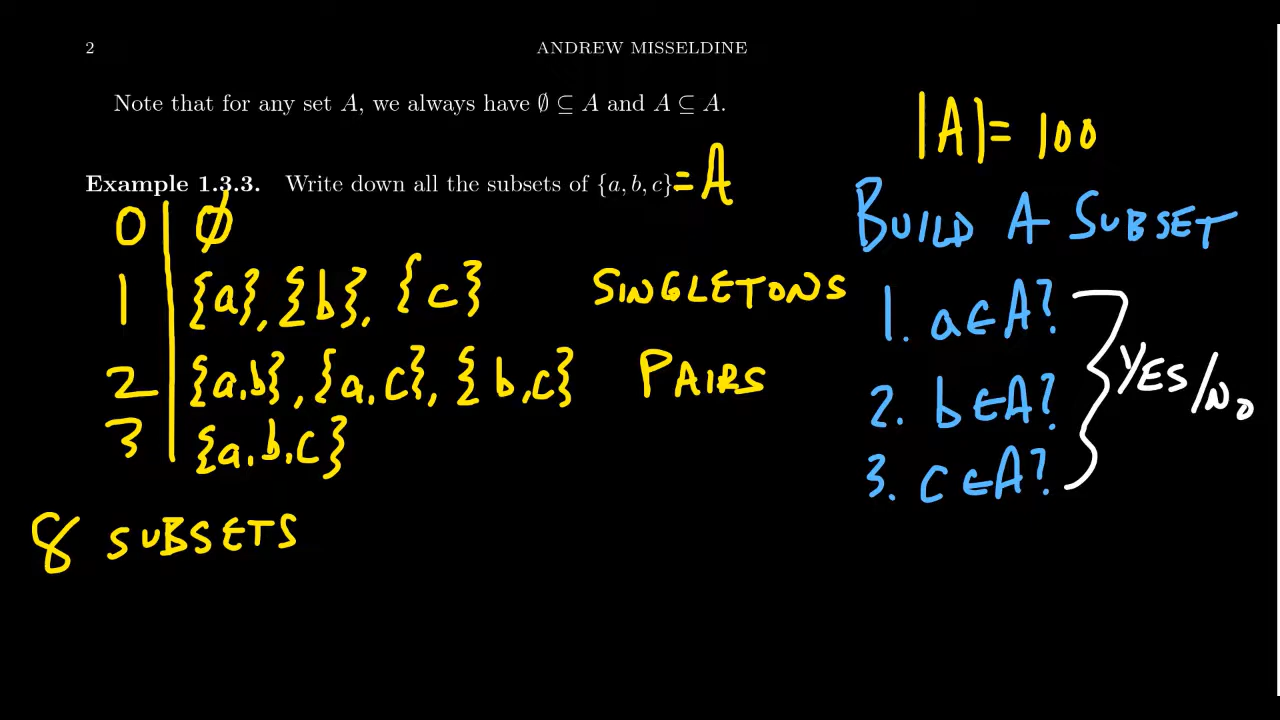 2 ANDREW MISSELDINE
Note that for any set A, we always have ∅ ⊆ A and A ⊆ A.
Example 1.3.3. Write down all the subsets of {a, b, c} = A
0 ∅
1 {a}, {b}, {c} SINGLETONS
2 {a,b}, {a,c}, {b,c} PAIRS
3 {a,b,c}
8 SUBSETS
|A| = 100
BUILD A SUBSET
1. a ∈ A?
2. b ∈ A?
3. c ∈ A?
YES/NO